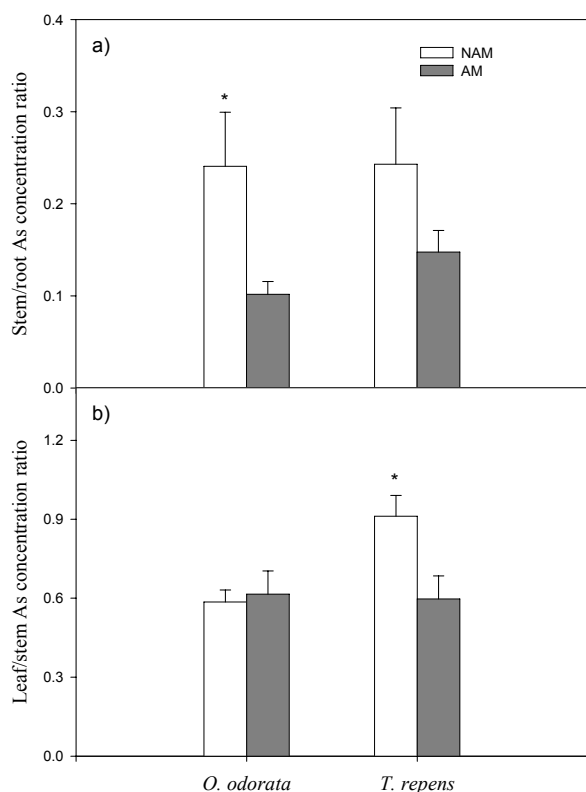 0.4
a)
NAM
AM
*
0.3
0.2
0.1
0.0
Stem/root As concentration ratio
b)
1.2
*
0.9
0.6
0.3
0.0
Leaf/stem As concentration ratio
O. odorata T. repens